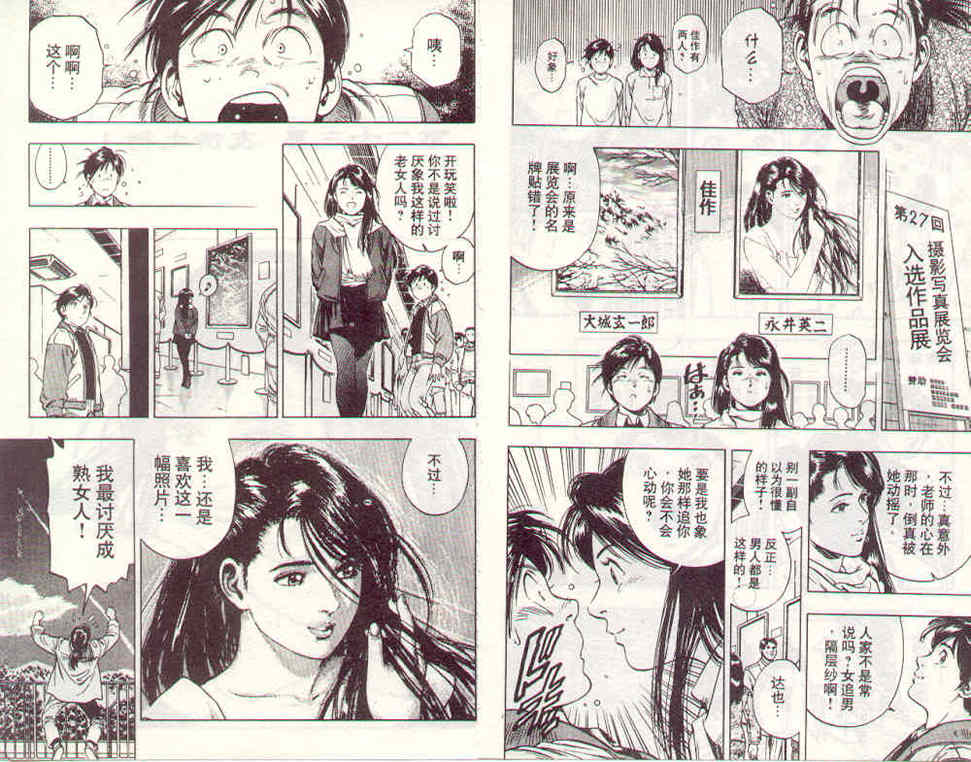 什么…
佳作有
两人?
好象…
第27回
摄影写真展览会
入选作品展
赞助
佳作
永井英二
大城玄一郎
啊…原来是
展览会的名
牌贴错了!
………
はあ…
不过…真意外
，老师的心在
那时，倒真被
她动摇了.
人家不是常
说吗?女追男
，隔层纱啊!
别一副自
以为很懂
的样子!
反正…
男人都是
这样的!
达也…
要是我也象
她那样追你
，你会不会
心动呢?
咦…
啊啊…
这个…
开玩笑啦!
你不是说过讨
厌象我这样的
老女人吗?
啊…
………
不过…
我…还是
喜欢这一
幅照片…
我最讨厌成
熟女人!